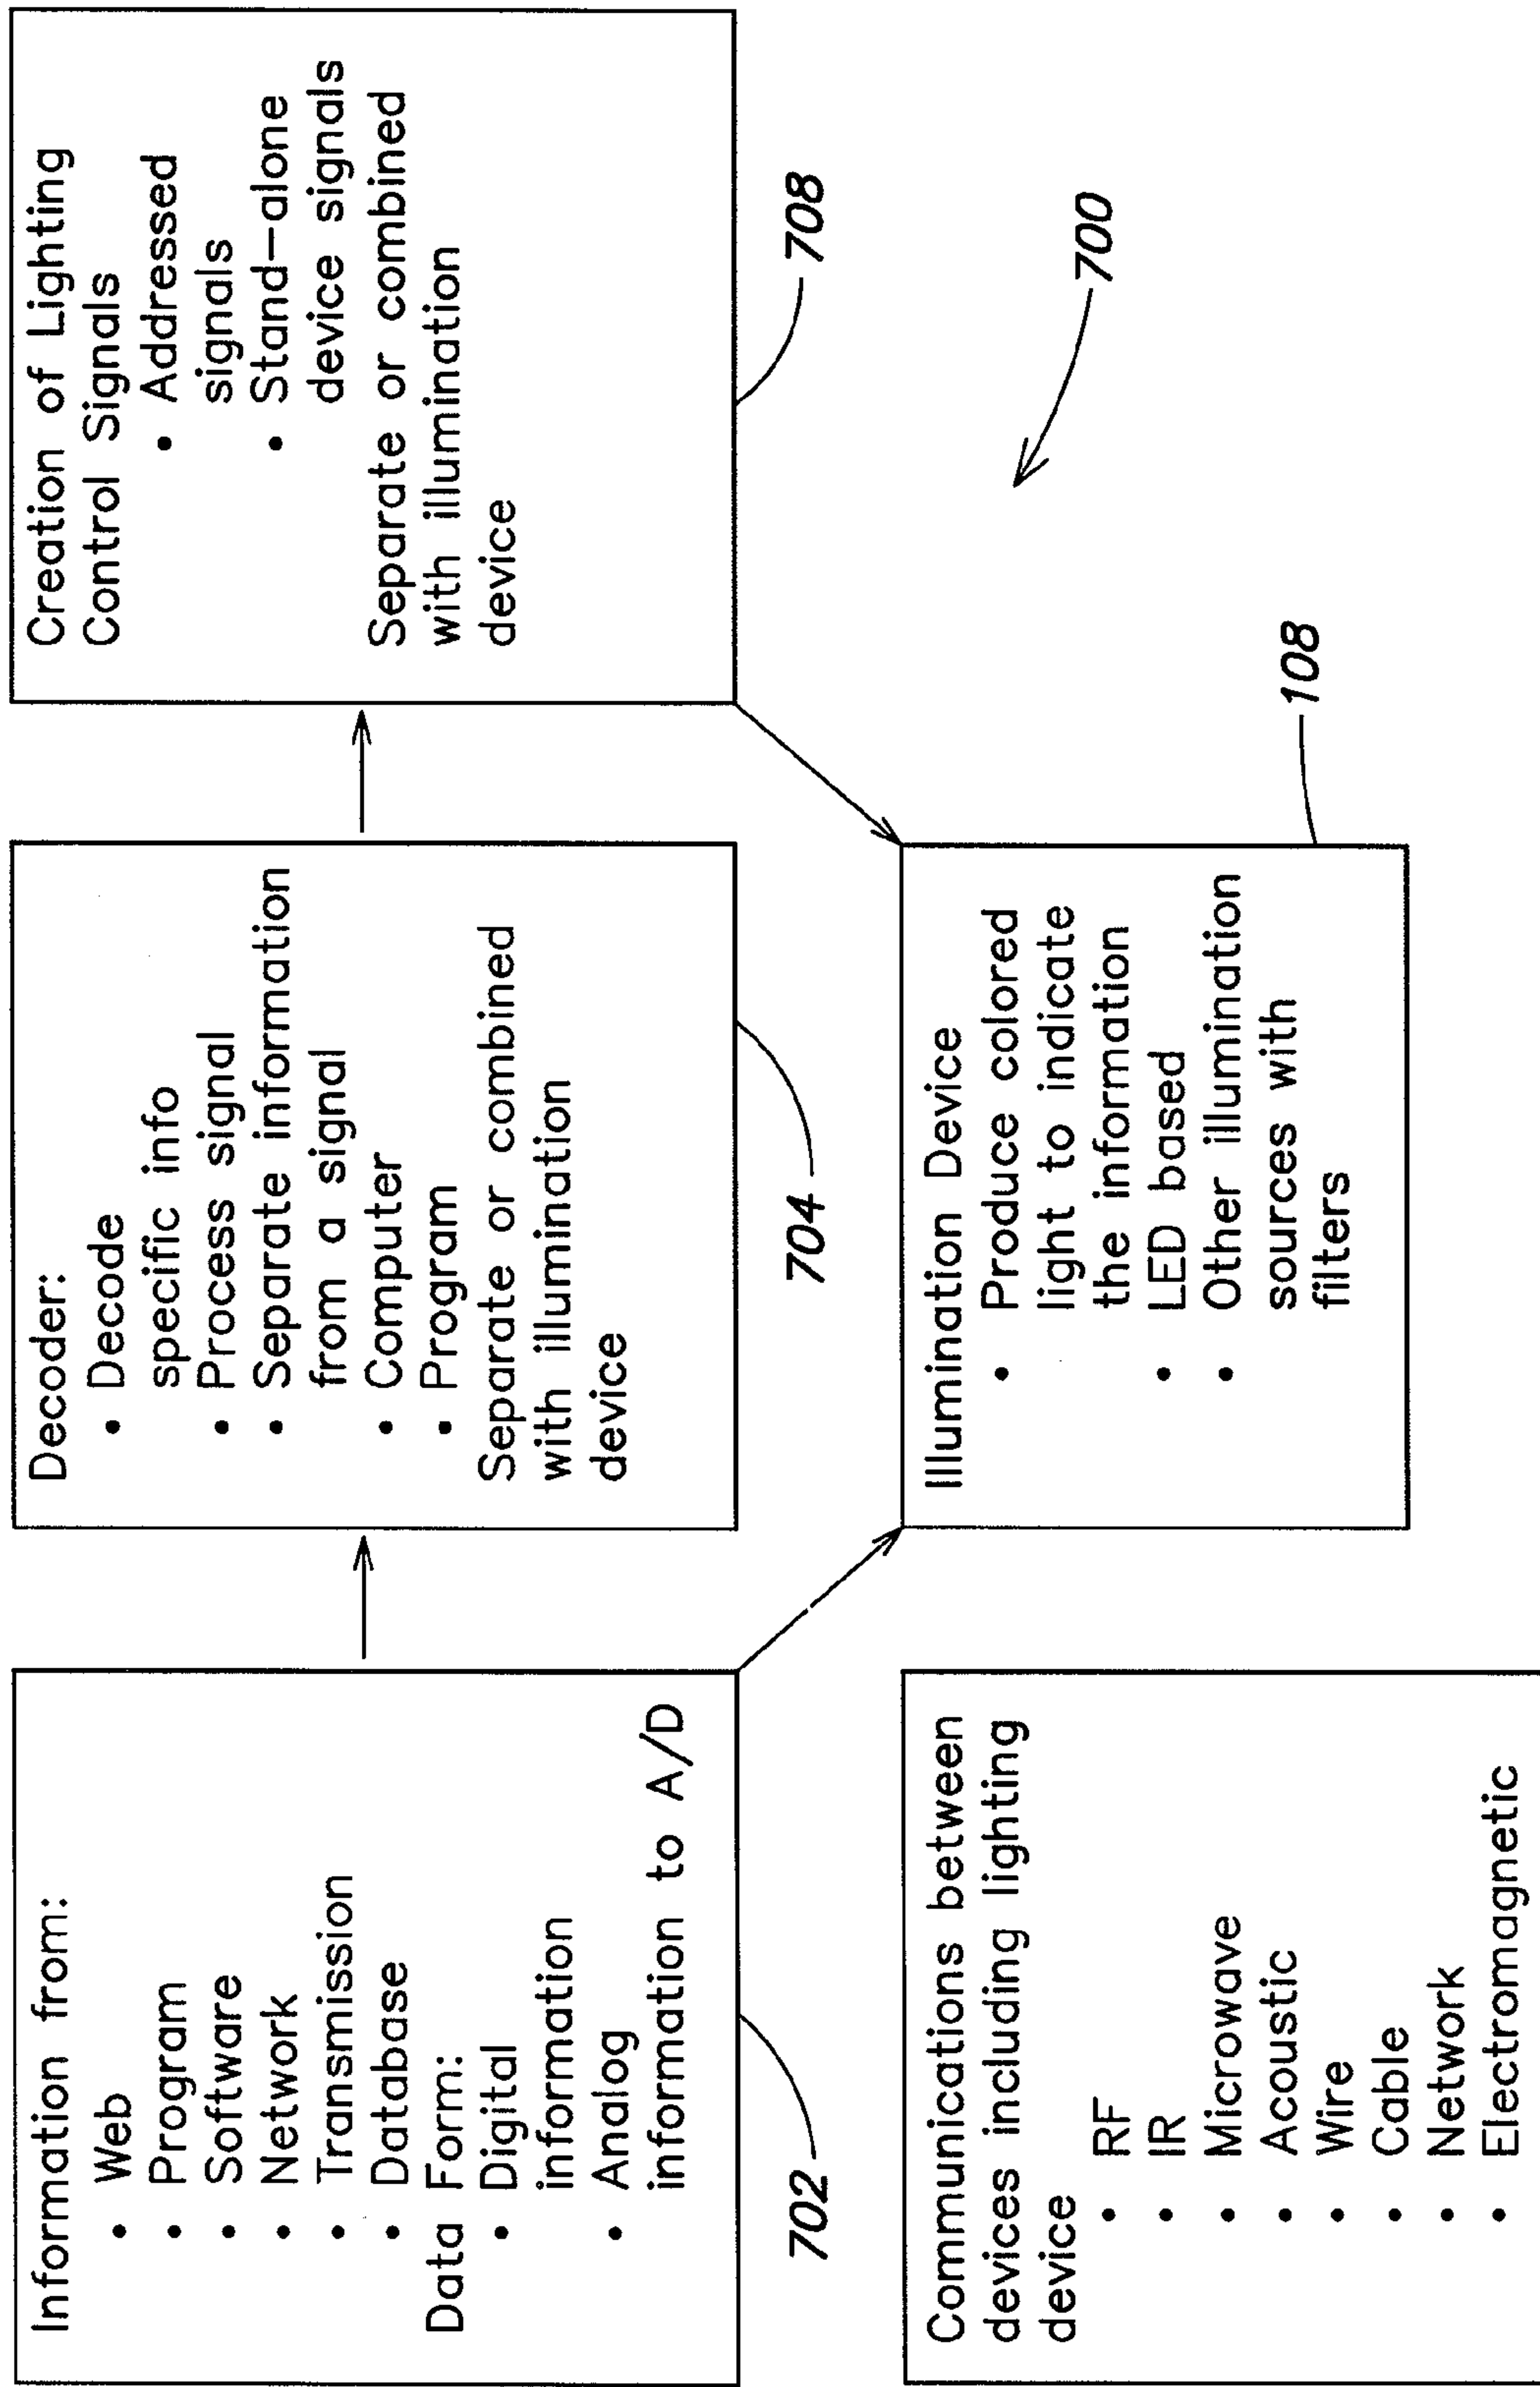 Information from:
• Web
• Program
• Software
• Network
• Transmission
• Database
Data Form:
• Digital
information
• Analog
information to A/D
702
Decoder:
• Decode
specific info
• Process signal
• Separate information
from a signal
• Computer
• Program
Separate or combined
with illumination
device
704
Creation of Lighting
Control Signals
• Addressed
signals
• Stand-alone
device signals
Separate or combined
with illumination
device
708
Communications between
devices including lighting
device
• RF
• IR
• Microwave
• Acoustic
• Wire
• Cable
• Network
• Electromagnetic
Illumination Device
• Produce colored
light to indicate
the information
• LED based
• Other illumination
sources with
filters
108
700